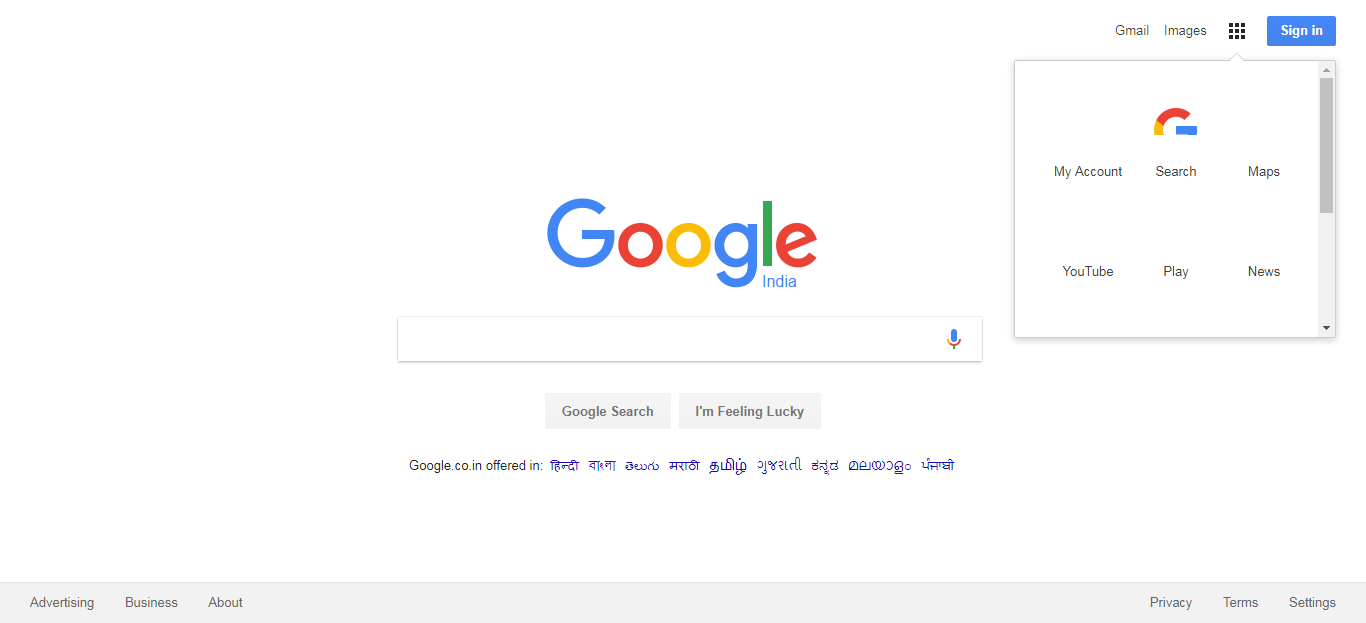 Gmail Images Sign in
My Account Search Maps
YouTube Play News
Google
India
Google Search I'm Feeling Lucky
Google.co.in offered in: हिन्दी বাংলা తెలుగు मराठी தமிழ் ગુજરાતી ಕನ್ನಡ മലയാളം ਪੰਜਾਬੀ
Advertising Business About Privacy Terms Settings